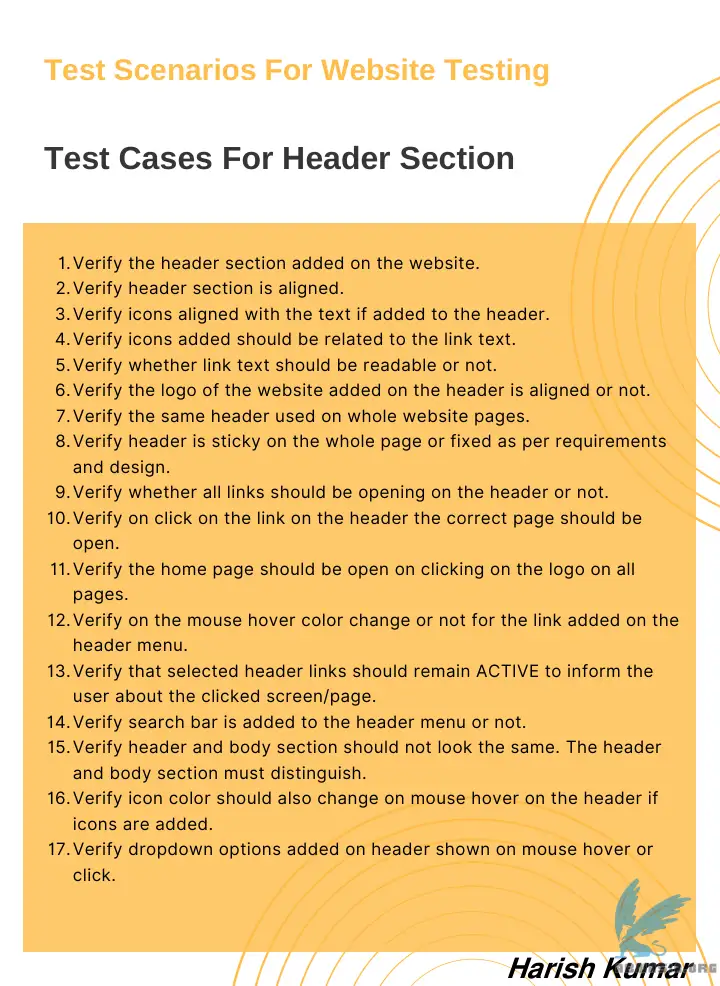 Test Scenarios For Website Testing
Test Cases For Header Section
1. Verify the header section added on the website.
2. Verify header section is aligned.
3. Verify icons aligned with the text if added to the header.
4. Verify icons added should be related to the link text.
5. Verify whether link text should be readable or not.
6. Verify the logo of the website added on the header is aligned or not.
7. Verify the same header used on whole website pages.
8. Verify header is sticky on the whole page or fixed as per requirements
and design.
9. Verify whether all links should be opening on the header or not.
10. Verify on click on the link on the header the correct page should be
open.
11. Verify the home page should be open on clicking on the logo on all
pages.
12. Verify on the mouse hover color change or not for the link added on the
header menu.
13. Verify that selected header links should remain ACTIVE to inform the
user about the clicked screen/page.
14. Verify search bar is added to the header menu or not.
15. Verify header and body section should not look the same. The header
and body section must distinguish.
16. Verify icon color should also change on mouse hover on the header if
icons are added.
17. Verify dropdown options added on header shown on mouse hover or
click.
Harish Kumar